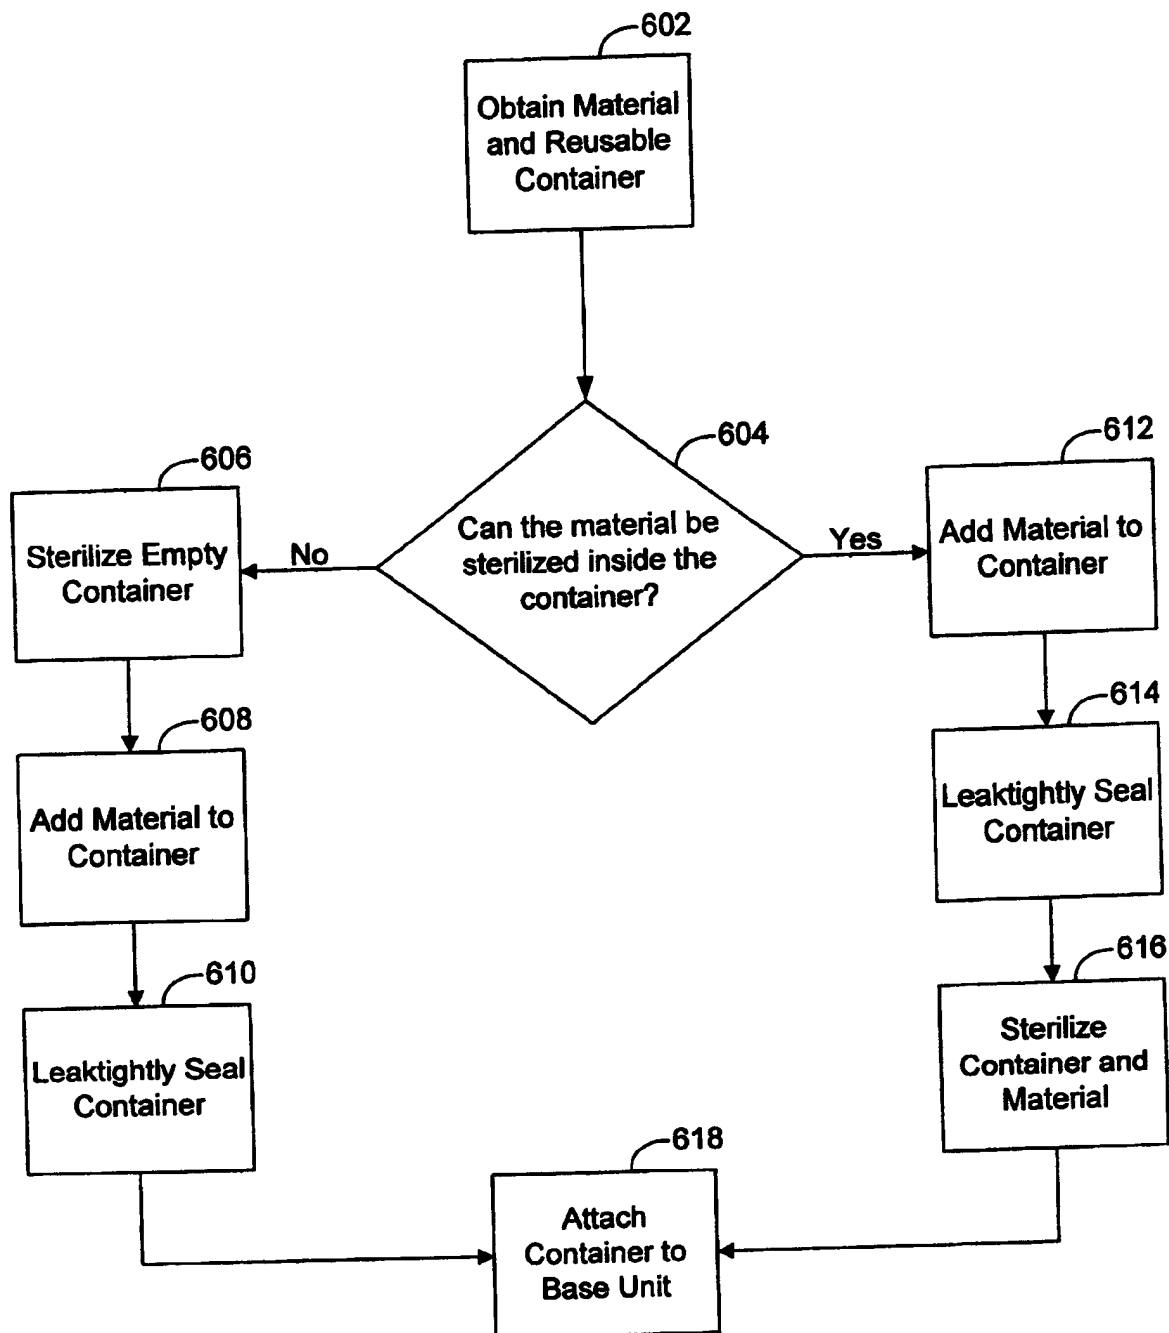 602
Obtain Material
and Reusable
Container
604
Can the material be
sterilized inside the
container?
No
Yes
606
Sterilize Empty
Container
608
Add Material to
Container
610
Leaktightly Seal
Container
612
Add Material to
Container
614
Leaktightly Seal
Container
616
Sterilize
Container and
Material
618
Attach
Container to
Base Unit